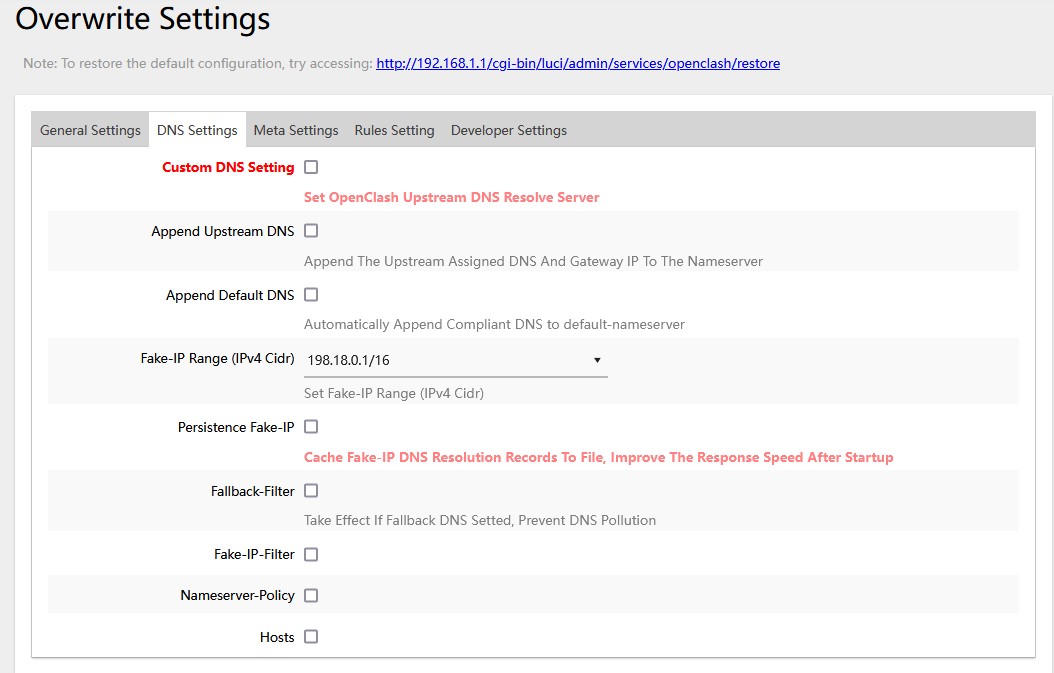 Overwrite Settings
Note: To restore the default configuration, try accessing: http://192.168.1.1/cgi-bin/luci/admin/services/openclash/restore
General Settings DNS Settings Meta Settings Rules Setting Developer Settings
Custom DNS Setting
Set OpenClash Upstream DNS Resolve Server
Append Upstream DNS
Append The Upstream Assigned DNS And Gateway IP To The Nameserver
Append Default DNS
Automatically Append Compliant DNS to default-nameserver
Fake-IP Range (IPv4 Cidr) 198.18.0.1/16
Set Fake-IP Range (IPv4 Cidr)
Persistence Fake-IP
Cache Fake-IP DNS Resolution Records To File, Improve The Response Speed After Startup
Fallback-Filter
Take Effect If Fallback DNS Setted, Prevent DNS Pollution
Fake-IP-Filter
Nameserver-Policy
Hosts